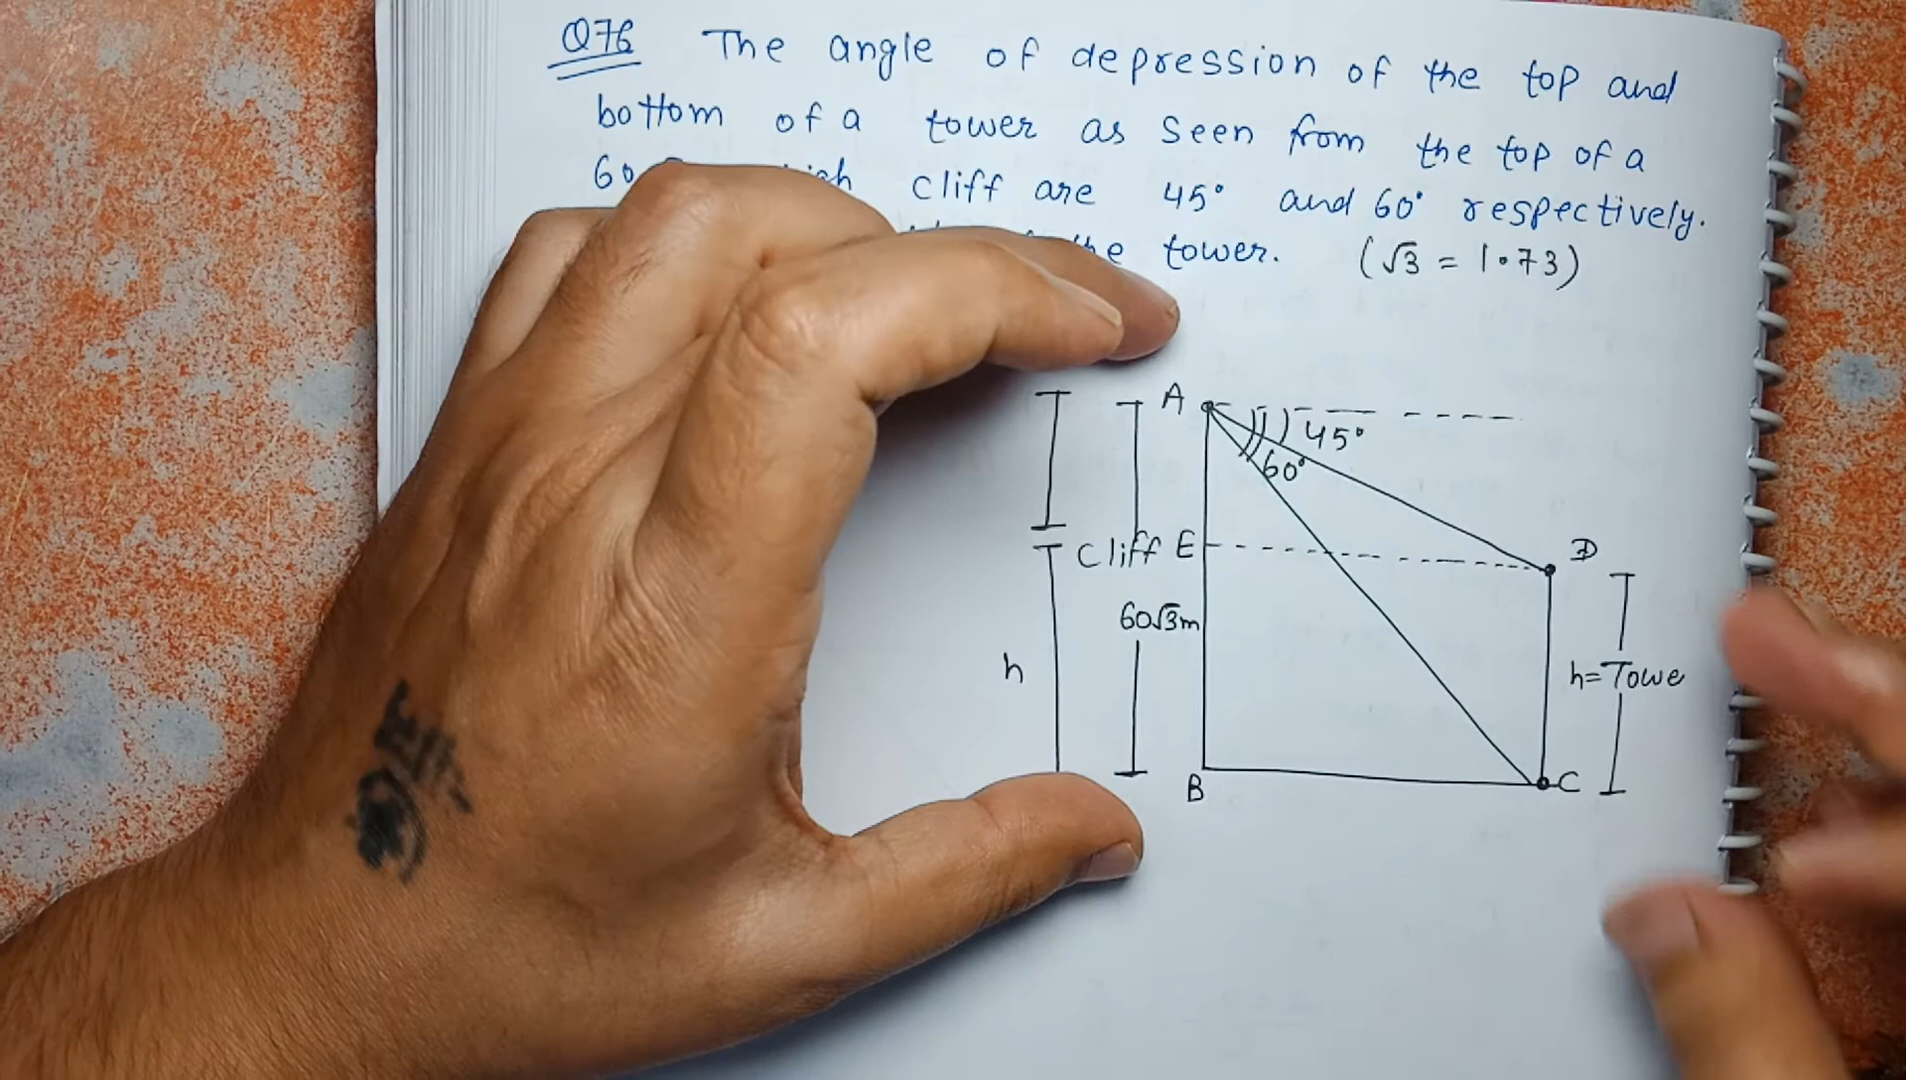 Q76 The angle of depression of the top and
bottom of a tower as seen from the top of a
60 cliff are 45° and 60° respectively.
tower. (√3 = 1.73)
A
45°
60°
Cliff E
D
60√3m
h
h=Towe
B
C